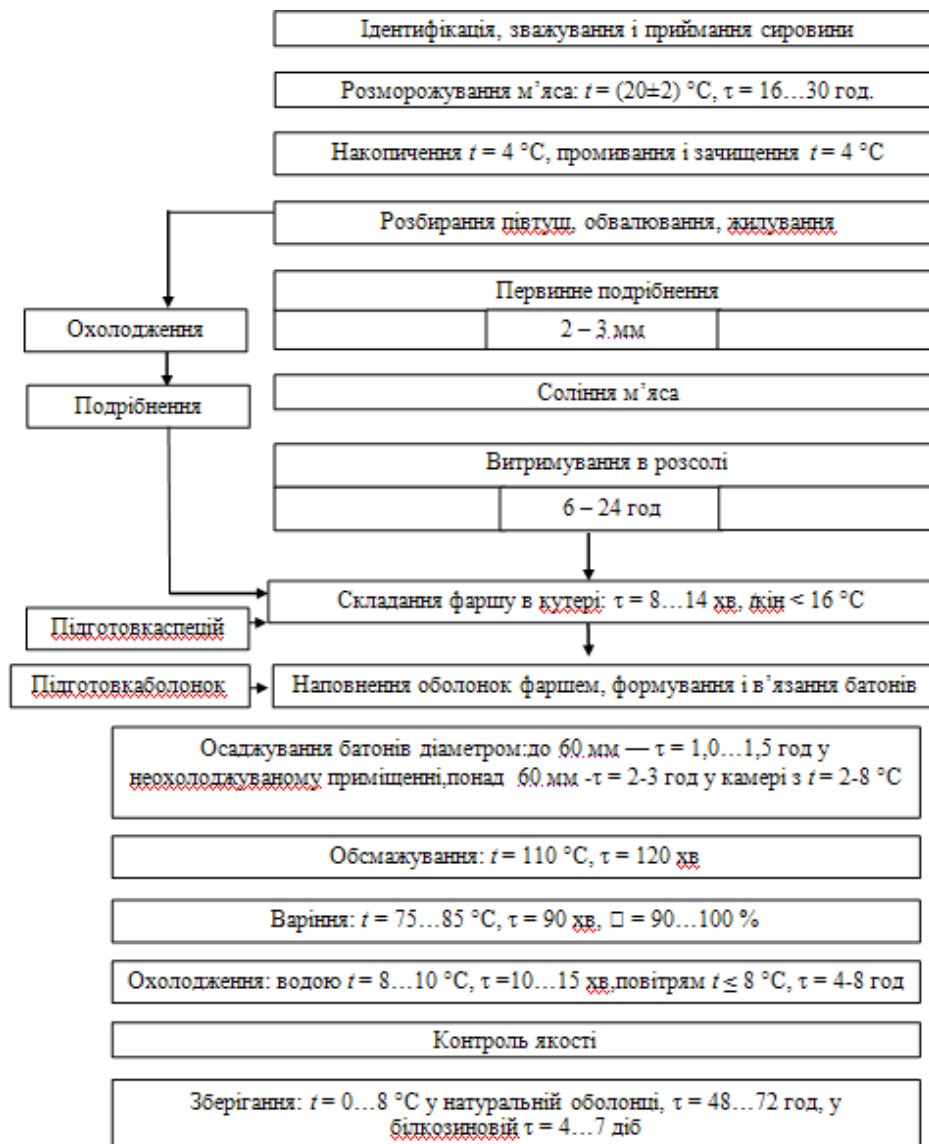 Ідентифікація, зважування і приймання сировини
Розморожування м’яса: t = (20±2) °C, τ = 16…30 год.
Накопичення t = 4 °C, промивання і зачищення t = 4 °C
Розбирання півтуш, обвалювання, жилування
Первинне подрібнення
2 – 3 мм
Охолодження
Подрібнення
Соління м’яса
Витримування в розсолі
6 – 24 год
Складання фаршу в кутері: τ = 8…14 хв, tкін < 16 °C
Підготовкаспецій
Підготовкаболонок
Наповнення оболонок фаршем, формування і в’язання батонів
Осаджування батонів діаметром:до 60 мм — τ = 1,0…1,5 год у
неохолоджуваному приміщенні,понад 60 мм -τ = 2-3 год у камері з t = 2-8 °C
Обсмажування: t = 110 °C, τ = 120 хв
Варіння: t = 75…85 °C, τ = 90 хв, □ = 90…100 %
Охолодження: водою t = 8…10 °C, τ =10…15 хв,повітрям t ≤ 8 °C, τ = 4-8 год
Контроль якості
Зберігання: t = 0…8 °C у натуральній оболонці, τ = 48…72 год, у
білкозиновій τ = 4…7 діб